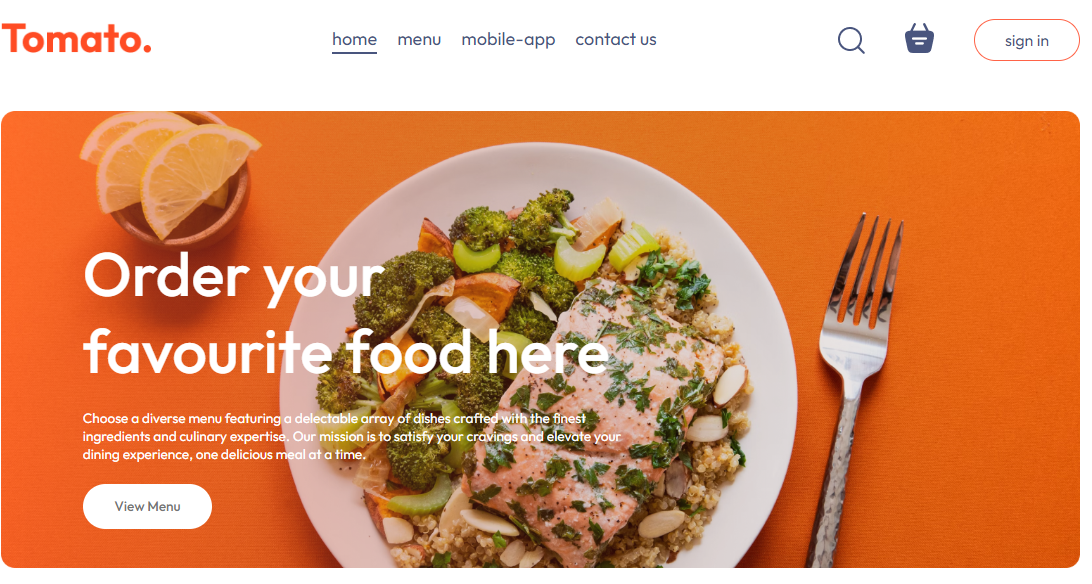 Tomato.
home menu mobile-app contact us
sign in
Order your
favourite food here
Choose a diverse menu featuring a delectable array of dishes crafted with the finest
ingredients and culinary expertise. Our mission is to satisfy your cravings and elevate your
dining experience, one delicious meal at a time.
View Menu